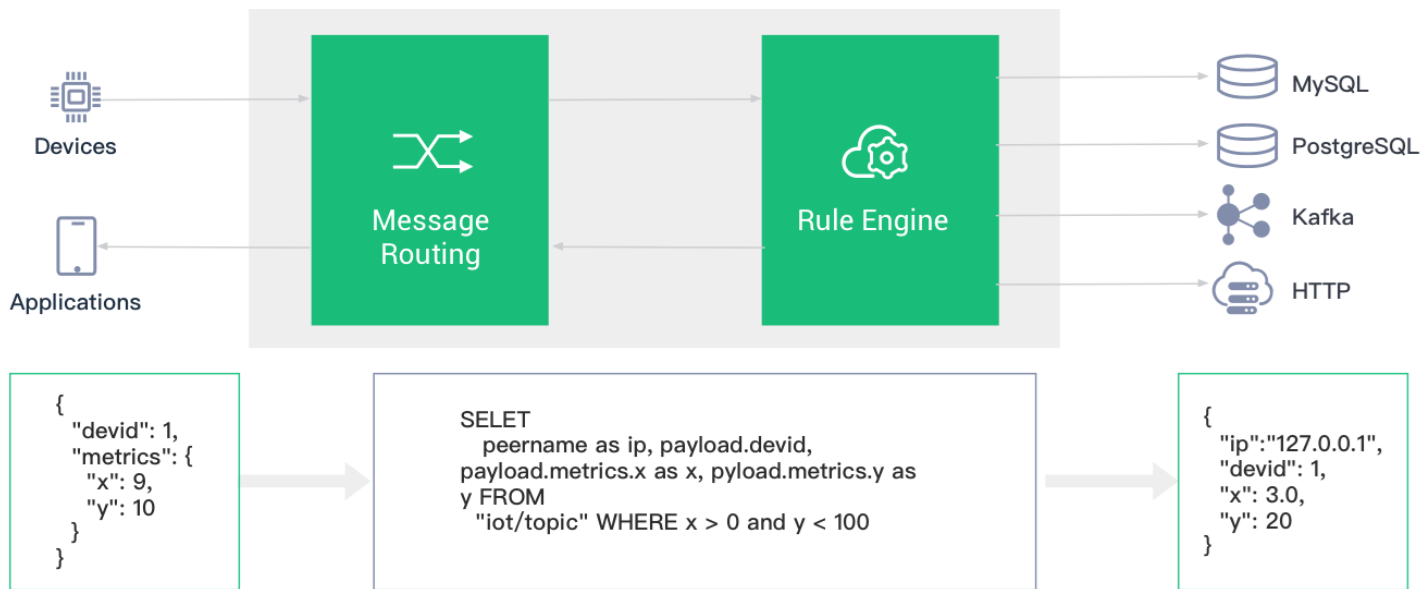 Devices
Applications
Message
Routing
Rule Engine
MySQL
PostgreSQL
Kafka
HTTP
{
"devid": 1,
"metrics": {
"x": 9,
"y": 10
}
}
SELET
peername as ip, payload.devid,
payload.metrics.x as x, pyload.metrics.y as
y FROM
"iot/topic" WHERE x > 0 and y < 100
{
"ip":"127.0.0.1",
"devid": 1,
"x": 3.0,
"y": 20
}